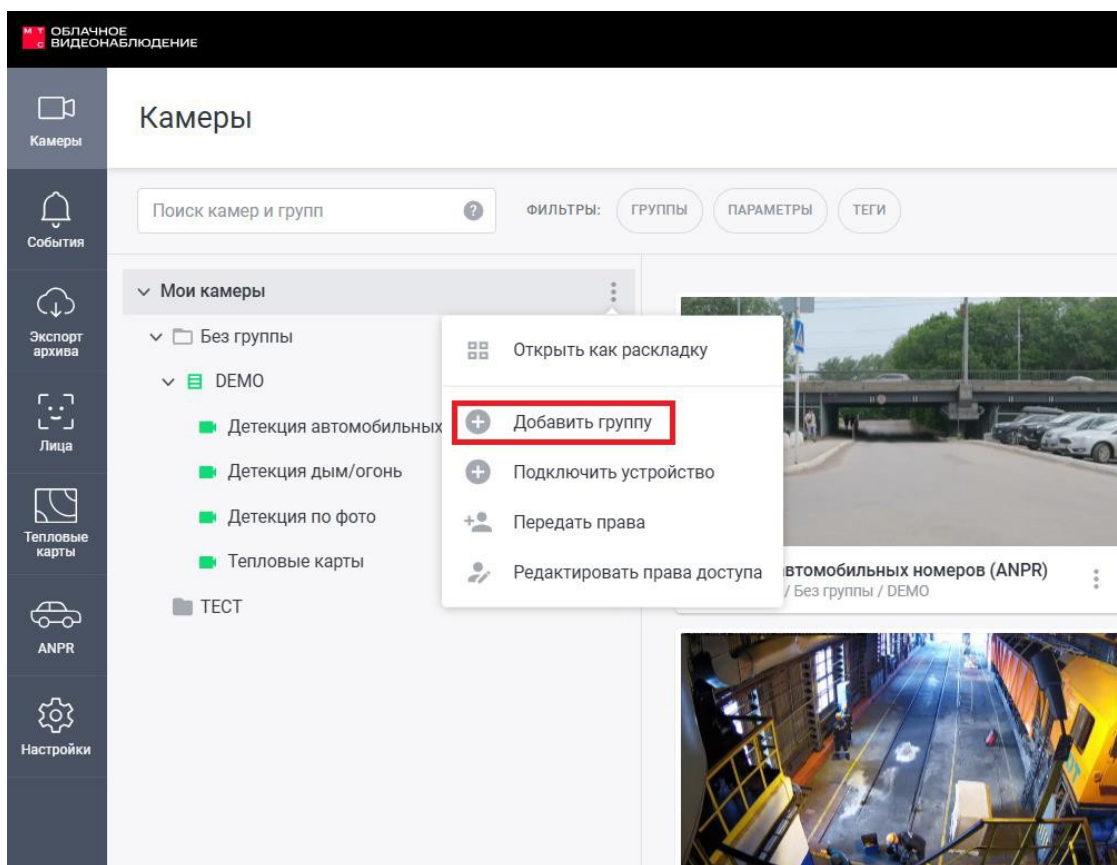 МТС
ОБЛАЧНОЕ
ВИДЕОНАБЛЮДЕНИЕ
Камеры
События
Экспорт
архива
Лица
Тепловые
карты
ANPR
Настройки
Камеры
Поиск камер и групп
ФИЛЬТРЫ: ГРУППЫ ПАРАМЕТРЫ ТЕГИ
Мои камеры
Без группы
DEMO
Детекция автомобильных
Детекция дым/огонь
Детекция по фото
Тепловые карты
ТЕСТ
Открыть как раскладку
Добавить группу
Подключить устройство
Передать права
Редактировать права доступа
автомобильных номеров (ANPR)
/ Без группы / DEMO